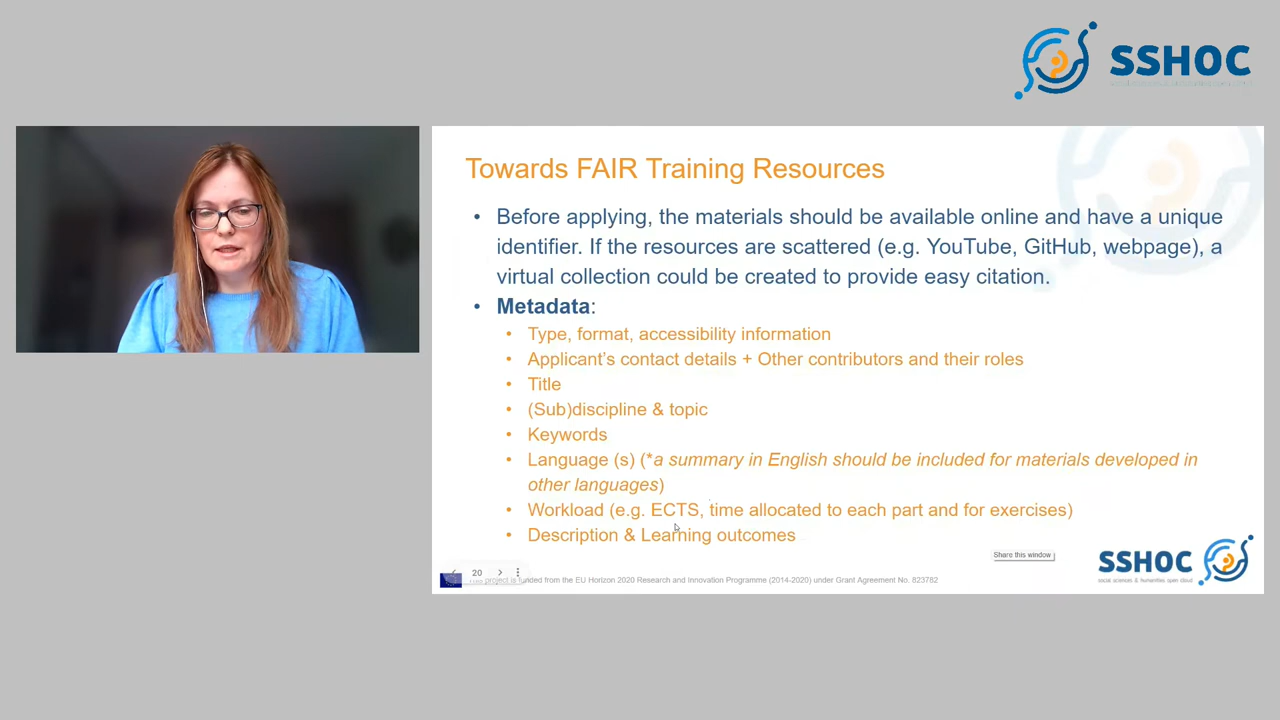 SSHOC
Towards FAIR Training Resources
• Before applying, the materials should be available online and have a unique
identifier. If the resources are scattered (e.g. YouTube, GitHub, webpage), a
virtual collection could be created to provide easy citation.
• Metadata:
• Type, format, accessibility information
• Applicant's contact details + Other contributors and their roles
• Title
• (Sub)discipline & topic
• Keywords
• Language (s) (*a summary in English should be included for materials developed in
other languages)
• Workload (e.g. ECTS, time allocated to each part and for exercises)
• Description & Learning outcomes
Share this window
SSHOC
social sciences & humanities open cloud
20
This project is funded from the EU Horizon 2020 Research and Innovation Programme (2014-2020) under Grant Agreement No. 823782